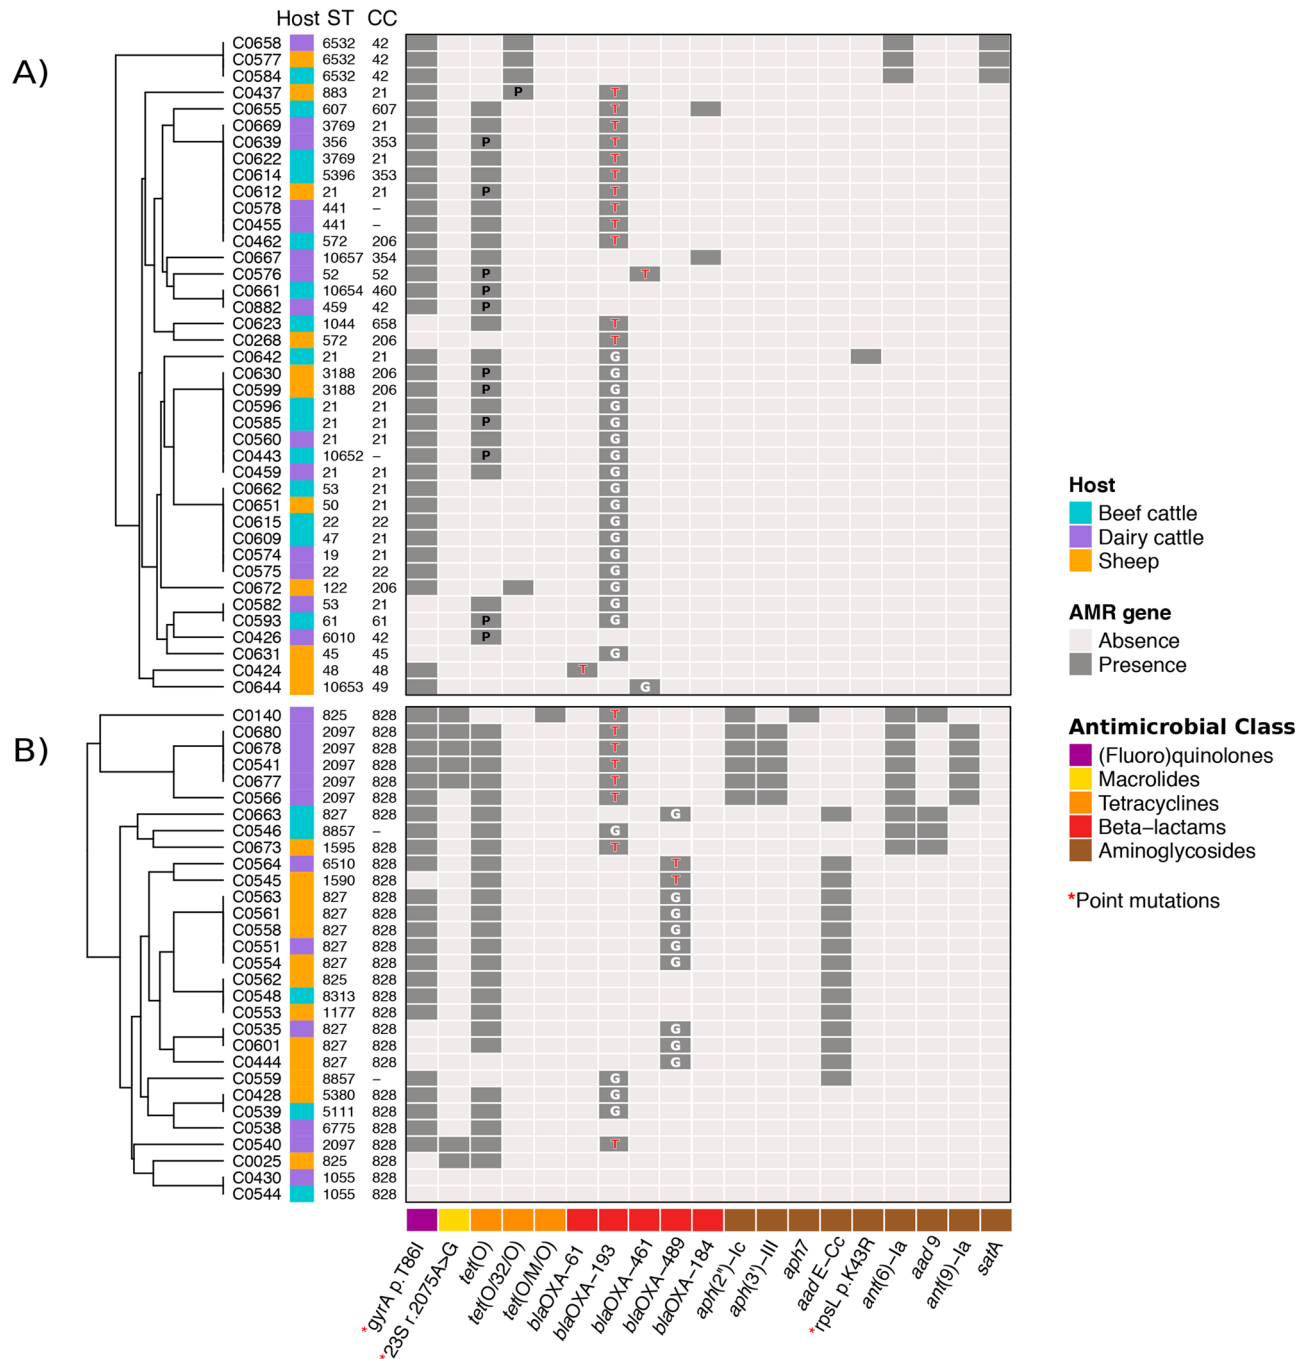 Host ST CC
A)
C0658 6532 42
C0577 6532 42
C0584 6532 42
C0437 883 21 P T
C0655 607 607 T
C0669 3769 21 T
C0639 356 353 P T
C0622 3769 21 T
C0614 5396 353 T
C0612 21 21 P T
C0578 441 – T
C0455 441 – T
C0462 572 206 T
C0667 10657 354
C0576 52 52 P T
C0661 10654 460 P
C0882 459 42 P
C0623 1044 658 T
C0268 572 206 T
C0642 21 21 G
C0630 3188 206 P G
C0599 3188 206 P G
C0596 21 21 G
C0585 21 21 P G
C0560 21 21 G
C0443 10652 – P G
C0459 21 21 G
C0662 53 21 G
C0651 50 21 G
C0615 22 22 G
C0609 47 21 G
C0574 19 21 G
C0575 22 22 G
C0672 122 206 G
C0582 53 21 G
C0593 61 61 P G
C0426 6010 42 P
C0631 45 45 G
C0424 48 48 T
C0644 10653 49 G
B)
C0140 825 828 T
C0680 2097 828 T
C0678 2097 828 T
C0541 2097 828 T
C0677 2097 828 T
C0566 2097 828 T
C0663 827 828 G
C0546 8857 – G
C0673 1595 828 T
C0564 6510 828 T
C0545 1590 828 T
C0563 827 828 G
C0561 827 828 G
C0558 827 828 G
C0551 827 828 G
C0554 827 828 G
C0562 825 828
C0548 8313 828
C0553 1177 828
C0535 827 828 G
C0601 827 828 G
C0444 827 828 G
C0559 8857 – G
C0428 5380 828 G
C0539 5111 828 G
C0538 6775 828
C0540 2097 828 T
C0025 825 828
C0430 1055 828
C0544 1055 828
*gyrA p.T86I
*23S r.2075A>G
tet(O)
tet(O/32/O)
tet(O/M/O)
blaOXA−61
blaOXA−193
blaOXA−461
blaOXA−489
blaOXA−184
aph(2'')−Ic
aph(3')−III
aph7
aad E−Cc
*rpsL p.K43R
ant(6)−Ia
aad 9
ant(9)−Ia
satA
Host
Beef cattle
Dairy cattle
Sheep
AMR gene
Absence
Presence
Antimicrobial Class
(Fluoro)quinolones
Macrolides
Tetracyclines
Beta−lactams
Aminoglycosides
*Point mutations